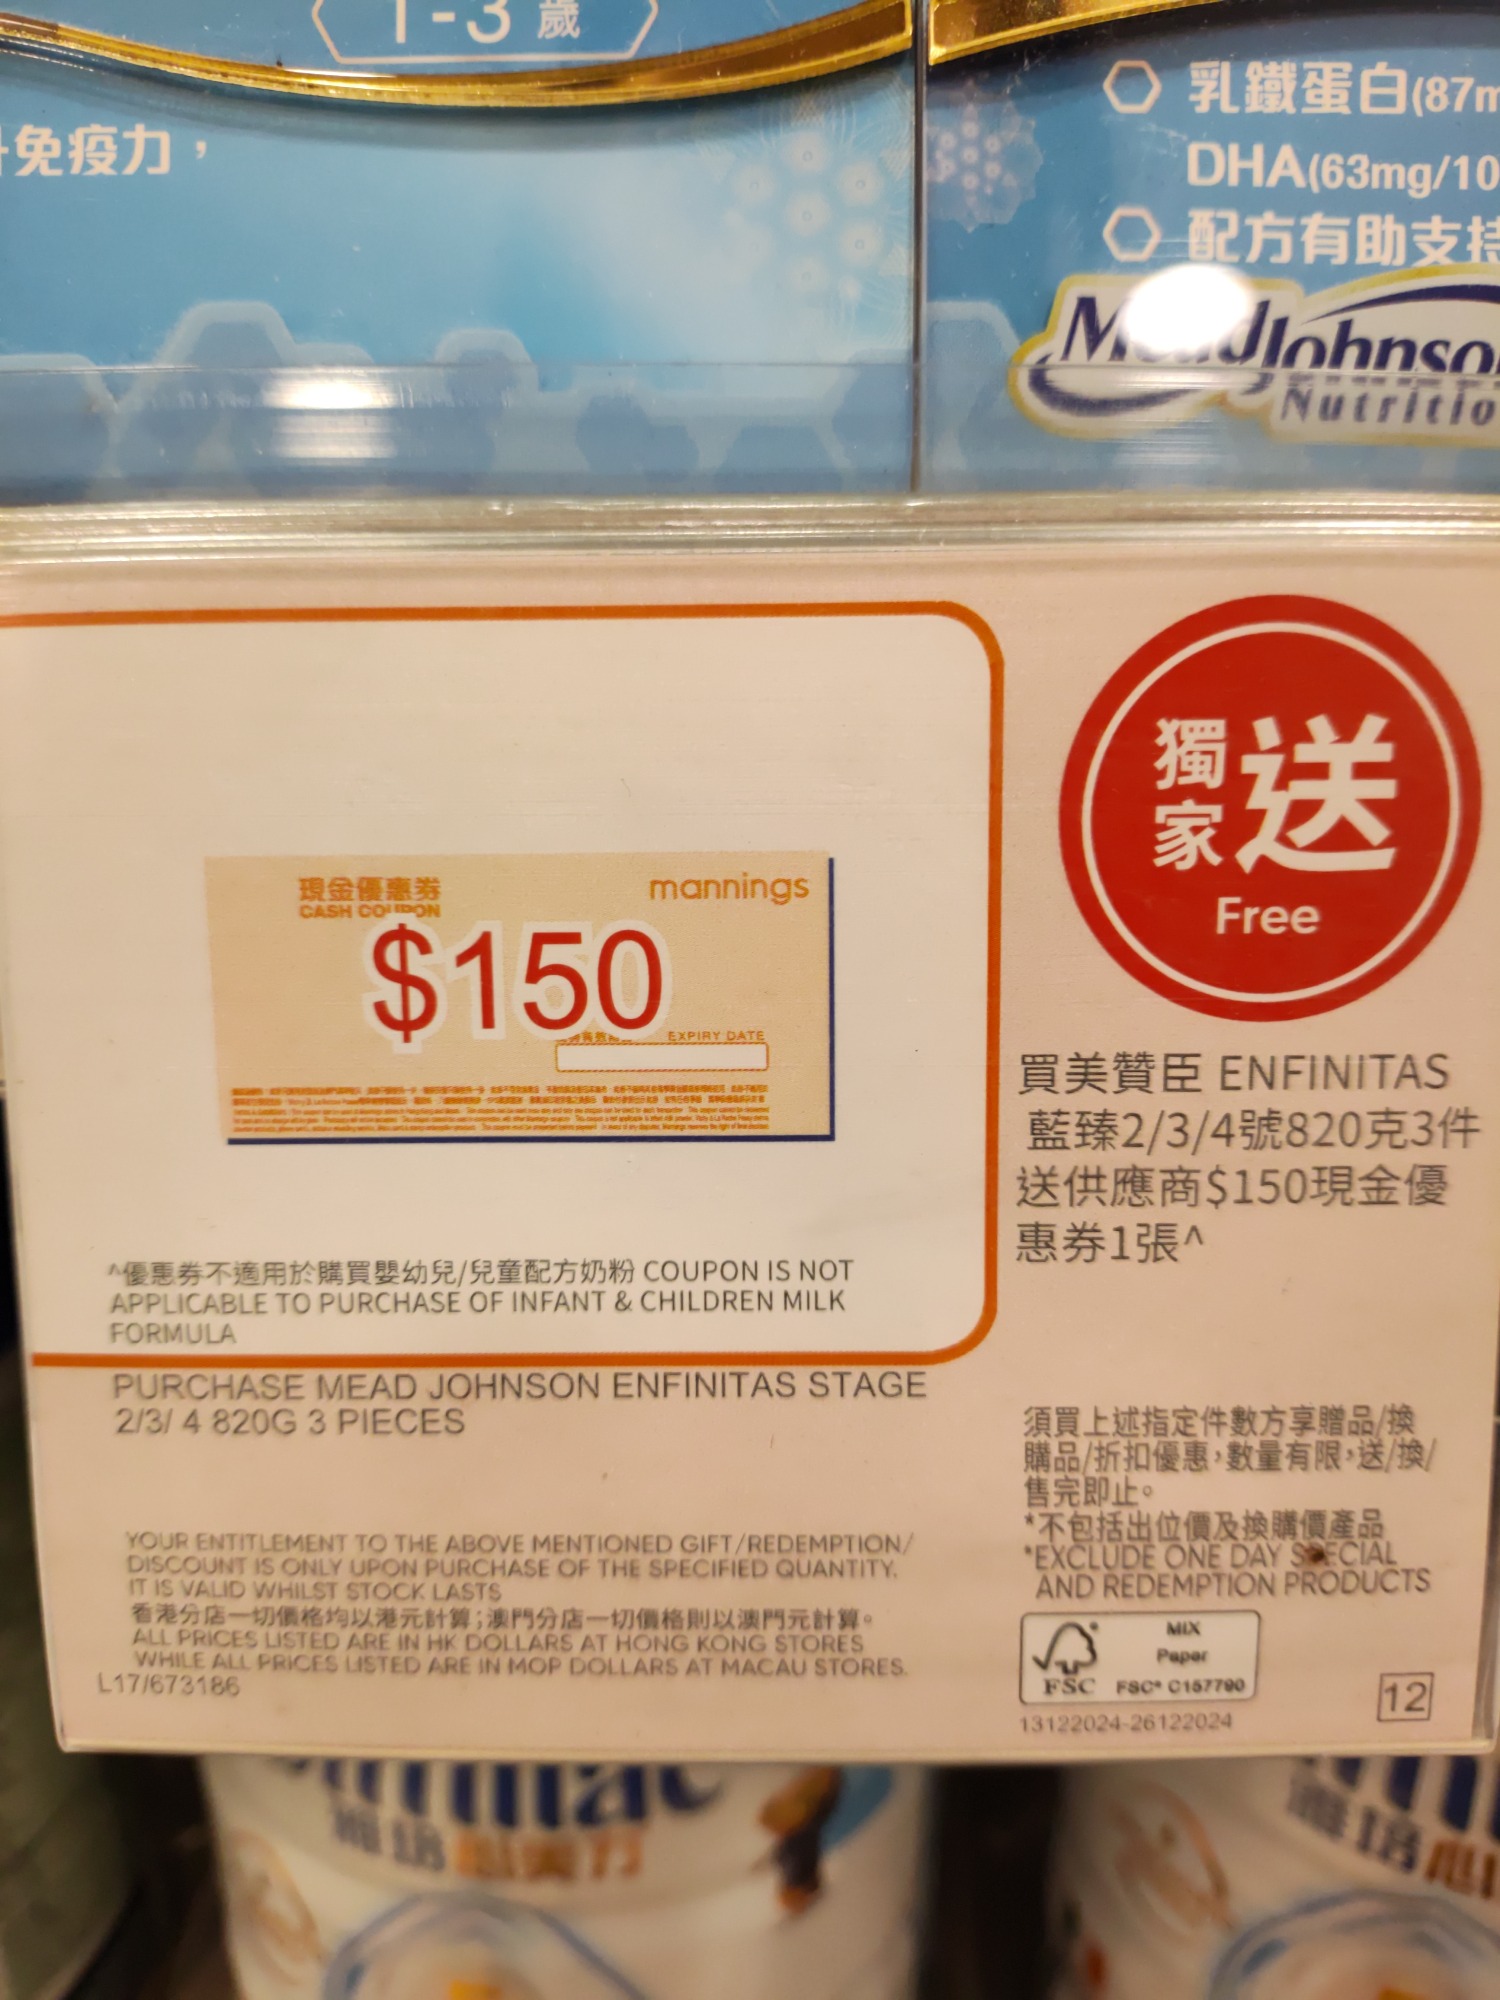 1-3 歲
免疫力，
乳鐵蛋白(87m
DHA(63mg/10
配方有助支持
MeadJohnso
Nutritio
獨家送
Free
現金優惠券
CASH COUPON
mannings
$150
EXPIRY DATE
買美贊臣 ENFINITAS
藍臻2/3/4號820克3件
送供應商$150現金優
惠券1張^
^優惠券不適用於購買嬰幼兒/兒童配方奶粉 COUPON IS NOT
APPLICABLE TO PURCHASE OF INFANT & CHILDREN MILK
FORMULA
PURCHASE MEAD JOHNSON ENFINITAS STAGE
2/3/ 4 820G 3 PIECES
須買上述指定件數方享贈品/換
購品/折扣優惠，數量有限，送/換/
售完即止。
*不包括出位價及換購價產品
*EXCLUDE ONE DAY SPECIAL
AND REDEMPTION PRODUCTS
YOUR ENTITLEMENT TO THE ABOVE MENTIONED GIFT/REDEMPTION/
DISCOUNT IS ONLY UPON PURCHASE OF THE SPECIFIED QUANTITY.
IT IS VALID WHILST STOCK LASTS
香港分店一切價格均以港元計算；澳門分店一切價格則以澳門元計算。
ALL PRICES LISTED ARE IN HK DOLLARS AT HONG KONG STORES
WHILE ALL PRICES LISTED ARE IN MOP DOLLARS AT MACAU STORES.
L17/673186
FSC
MIX
Paper
FSC® C157790
13122024-26122024
12